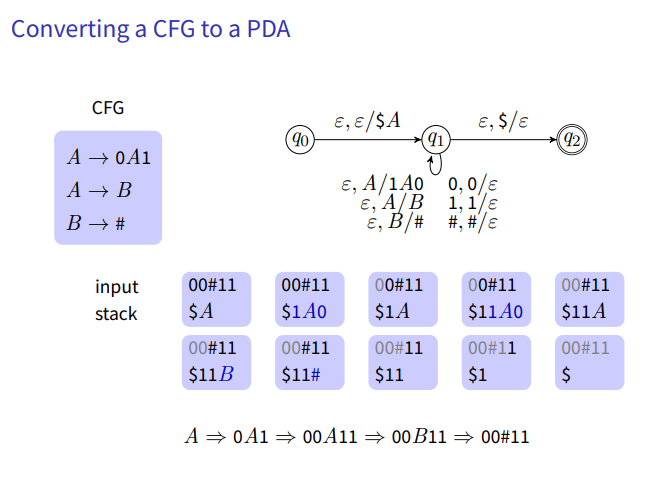 Converting a CFG to a PDA
CFG
A → 0A1
A → B
B → #
ε, ε/$A
ε, $/ε
q0
q1
q2
ε, A/1A0 0, 0/ε
ε, A/B 1, 1/ε
ε, B/# #, #/ε
input
stack
00#11 00#11 00#11 00#11 00#11
$A $1A0 $1A $11A0 $11A
00#11 00#11 00#11 00#11 00#11
$11B $11# $11 $1 $
A ⇒ 0A1 ⇒ 00A11 ⇒ 00B11 ⇒ 00#11